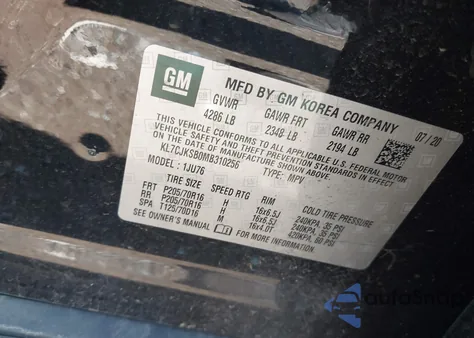 GM
MFD BY GM KOREA COMPANY
GVWR GAWR FRT GAWR RR 07/20
4286 LB 2348 LB 2194 LB
THIS VEHICLE CONFORMS TO ALL APPLICABLE U.S. FEDERAL MOTOR
VEHICLE SAFETY, BUMPER, AND THEFT PREVENTION STANDARDS
IN EFFECT ON THE DATE OF MANUFACTURE SHOWN ABOVE.
KL7CJKSB0MB310256 TYPE: MPV
MODEL: 1JU76
TIRE SIZE SPEED RTG RIM COLD TIRE PRESSURE
FRT P205/70R16 H 16x6.5J 240KPA, 35 PSI
RR P205/70R16 H 16x6.5J 240KPA, 35 PSI
SPA T125/70D16 M 16x4.0T 420KPA, 60 PSI
SEE OWNER'S MANUAL FOR MORE INFORMATION.
autoSnap